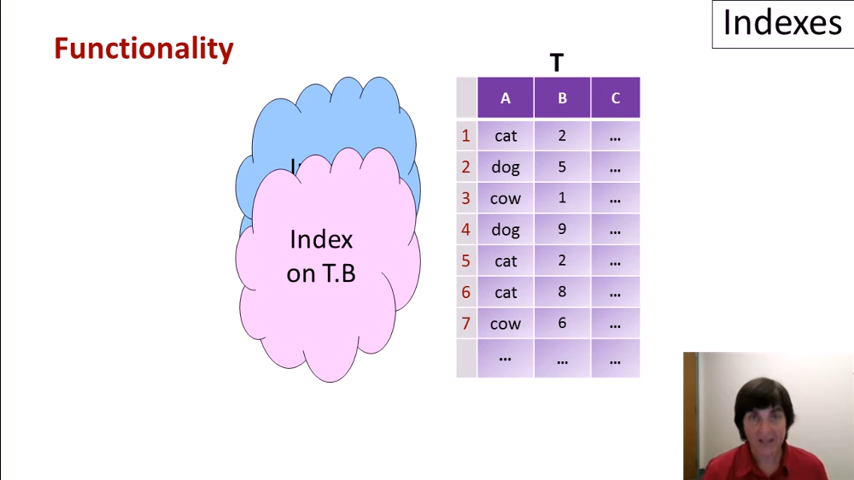 Indexes
Functionality
T
A B C
1 cat 2 ...
2 dog 5 ...
3 cow 1 ...
4 dog 9 ...
5 cat 2 ...
6 cat 8 ...
7 cow 6 ...
... ... ...
Index
on T.B